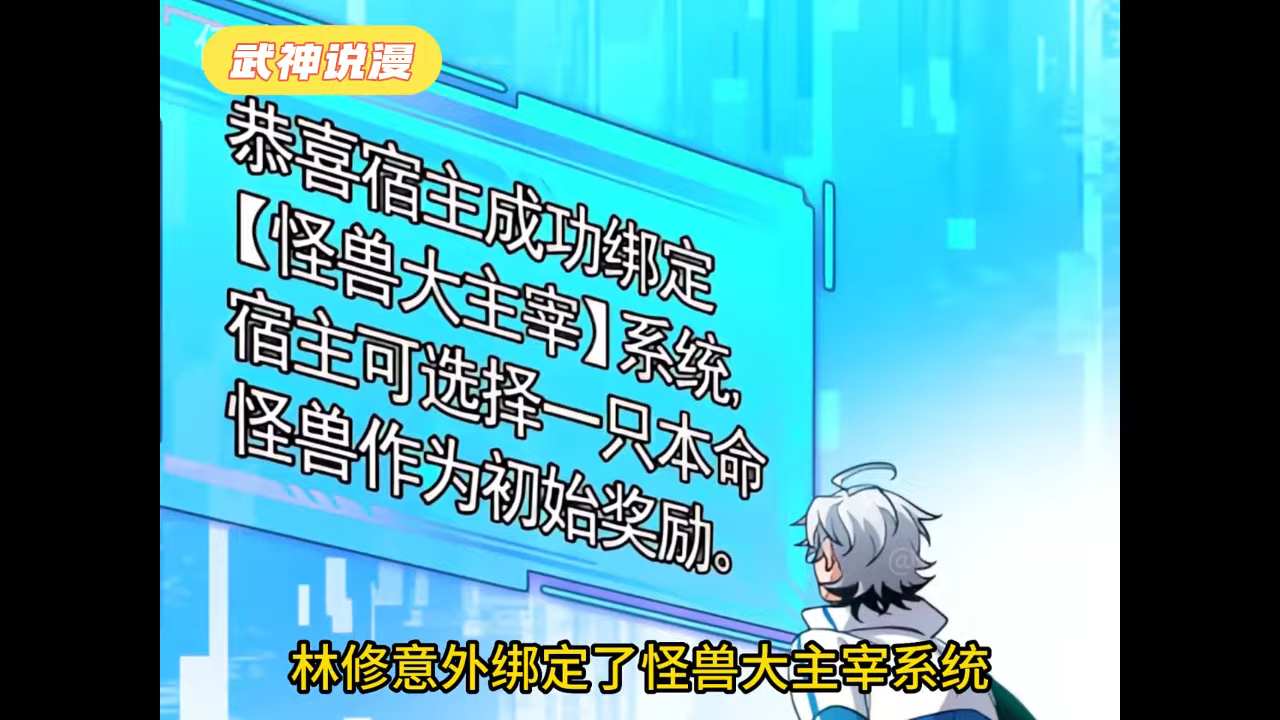 武神说漫
恭喜宿主成功绑定
【怪兽大主宰】系统,
宿主可选择一只本命
怪兽作为初始奖励。
林修意外绑定了怪兽大主宰系统